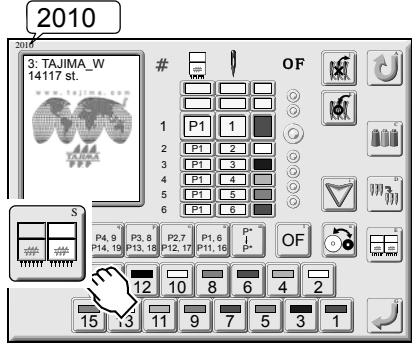 2010
2010
3: TAJIMA_W
14117 st.
www.tajima.com
TAJIMA
# OF
1 P1 1
2 P1 2
3 P1 3
4 P1 4
5 P1 5
6 P1 6
S
P4, 9 P3, 8 P2,7 P1, 6 P*
P14, 19 P13, 18 P12, 17 P11, 16 P*
OF
12 10 8 6 4 2
15 13 11 9 7 5 3 1